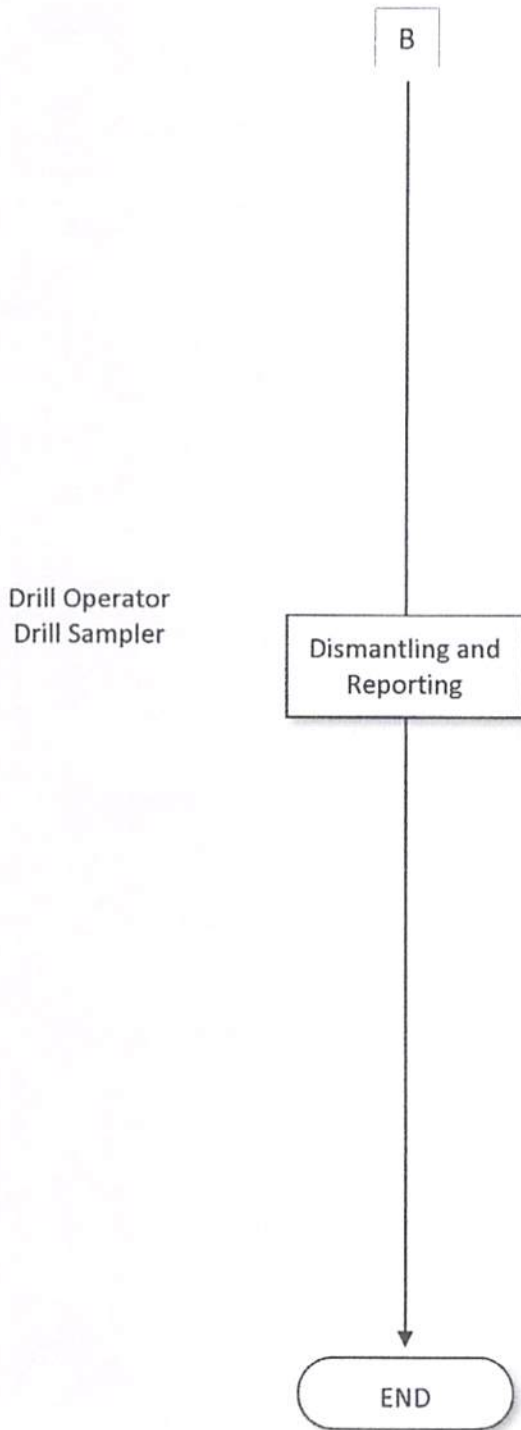 B
Drill Operator
Drill Sampler
Dismantling and
Reporting
END